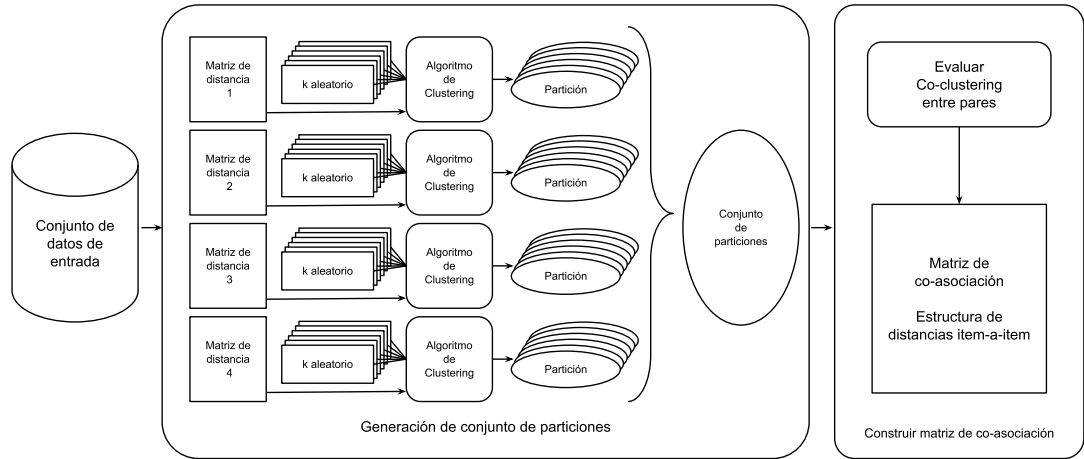 Conjunto de
datos de
entrada
Matriz de
distancia
1
k aleatorio
Algoritmo
de
Clustering
Partición
Matriz de
distancia
2
k aleatorio
Algoritmo
de
Clustering
Partición
Matriz de
distancia
3
k aleatorio
Algoritmo
de
Clustering
Partición
Matriz de
distancia
4
k aleatorio
Algoritmo
de
Clustering
Partición
Conjunto
de
particiones
Generación de conjunto de particiones
Evaluar
Co-clustering
entre pares
Matriz de
co-asociación
Estructura de
distancias item-a-item
Construir matriz de co-asociación